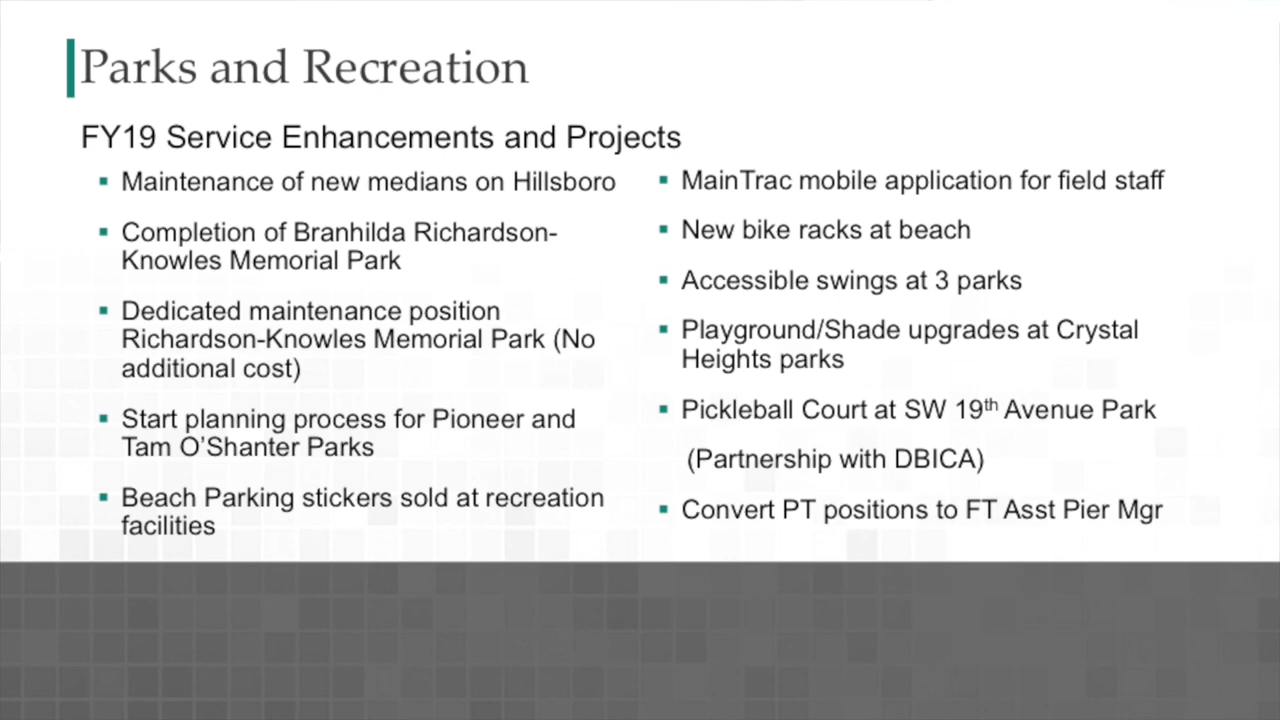 Parks and Recreation
FY19 Service Enhancements and Projects
Maintenance of new medians on Hillsboro
Completion of Branhilda Richardson-
Knowles Memorial Park
Dedicated maintenance position
Richardson-Knowles Memorial Park (No
additional cost)
Start planning process for Pioneer and
Tam O’Shanter Parks
Beach Parking stickers sold at recreation
facilities
MainTrac mobile application for field staff
New bike racks at beach
Accessible swings at 3 parks
Playground/Shade upgrades at Crystal
Heights parks
Pickleball Court at SW 19th Avenue Park
(Partnership with DBICA)
Convert PT positions to FT Asst Pier Mgr